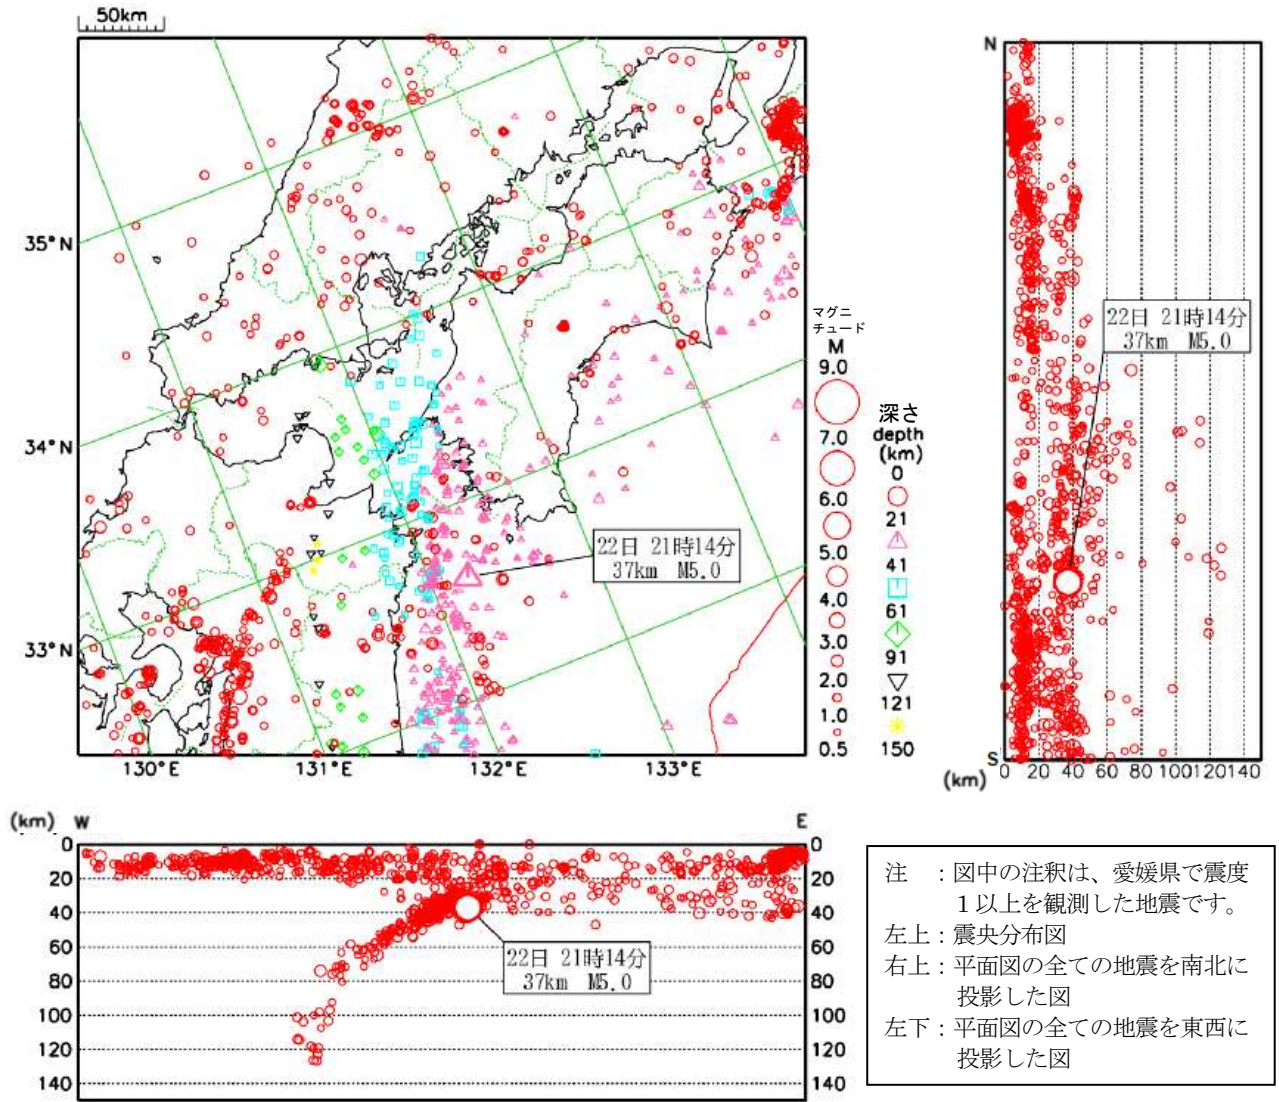 50km
35°N
34°N
33°N
130°E
131°E
132°E
133°E
22日 21時14分
37km M5.0
マグニ
チュード
M
9.0
7.0
6.0
5.0
4.0
3.0
2.0
1.0
0.5
深さ
depth
(km)
0
21
41
61
91
121
150
N
S
22日 21時14分
37km M5.0
(km)
0 20 40 60 80 100 120 140
(km) W
E
0
20
40
60
80
100
120
140
0
20
40
60
80
100
120
140
22日 21時14分
37km M5.0
注 :図中の注釈は、愛媛県で震度
1以上を観測した地震です。
左上:震央分布図
右上:平面図の全ての地震を南北に
投影した図
左下:平面図の全ての地震を東西に
投影した図